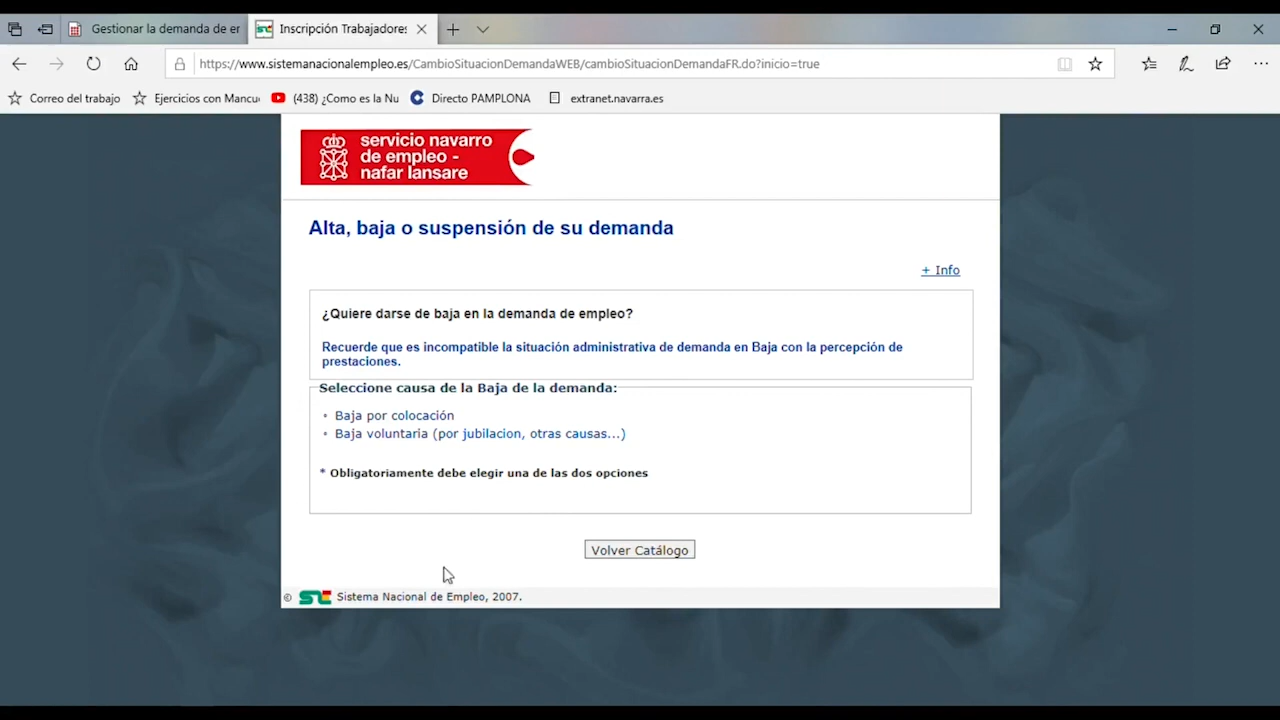 Gestionar la demanda de er
Inscripción Trabajadores
https://www.sistemanacionalempleo.es/CambioSituacionDemandaWEB/cambioSituacionDemandaFR.do?inicio=true
Correo del trabajo
Ejercicios con Mancu
(438) ¿Como es la Nu
Directo PAMPLONA
extranet.navarra.es
servicio navarro
de empleo -
nafar lansare
Alta, baja o suspensión de su demanda
+ Info
¿Quiere darse de baja en la demanda de empleo?
Recuerde que es incompatible la situación administrativa de demanda en Baja con la percepción de
prestaciones.
Seleccione causa de la Baja de la demanda:
Baja por colocación
Baja voluntaria (por jubilacion, otras causas...)
* Obligatoriamente debe elegir una de las dos opciones
Volver Catálogo
© Sistema Nacional de Empleo, 2007.